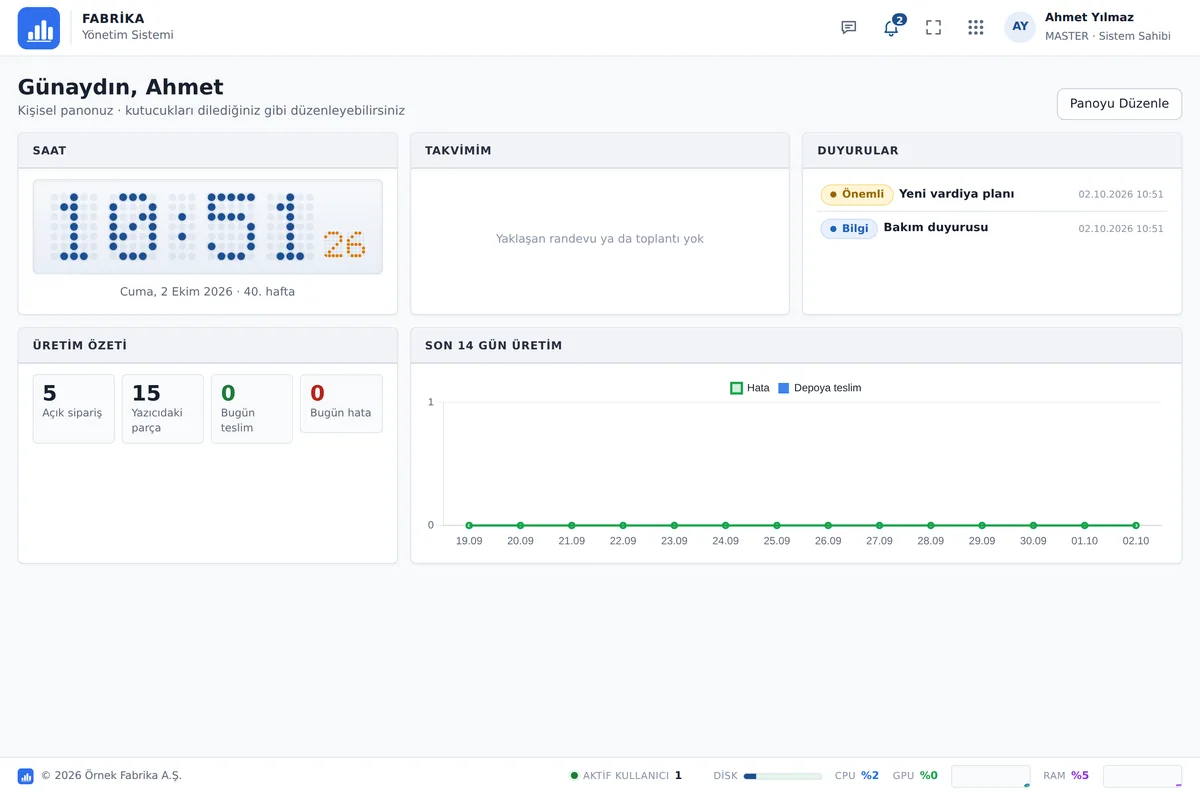 FABRİKA
Yönetim Sistemi
2
AY
Ahmet Yılmaz
MASTER · Sistem Sahibi
Günaydın, Ahmet
Kişisel panonuz · kutucukları dilediğiniz gibi düzenleyebilirsiniz
Panoyu Düzenle
SAAT
10:51 26
Cuma, 2 Ekim 2026 · 40. hafta
TAKVİMİM
Yaklaşan randevu ya da toplantı yok
DUYURULAR
Önemli Yeni vardiya planı 02.10.2026 10:51
Bilgi Bakım duyurusu 02.10.2026 10:51
ÜRETİM ÖZETİ
5
Açık sipariş
15
Yazıcıdaki
parça
0
Bugün
teslim
0
Bugün hata
SON 14 GÜN ÜRETİM
Hata Depoya teslim
1
0
19.09 20.09 21.09 22.09 23.09 24.09 25.09 26.09 27.09 28.09 29.09 30.09 01.10 02.10
© 2026 Örnek Fabrika A.Ş.
AKTİF KULLANICI 1 DİSK CPU %2 GPU %0 RAM %5